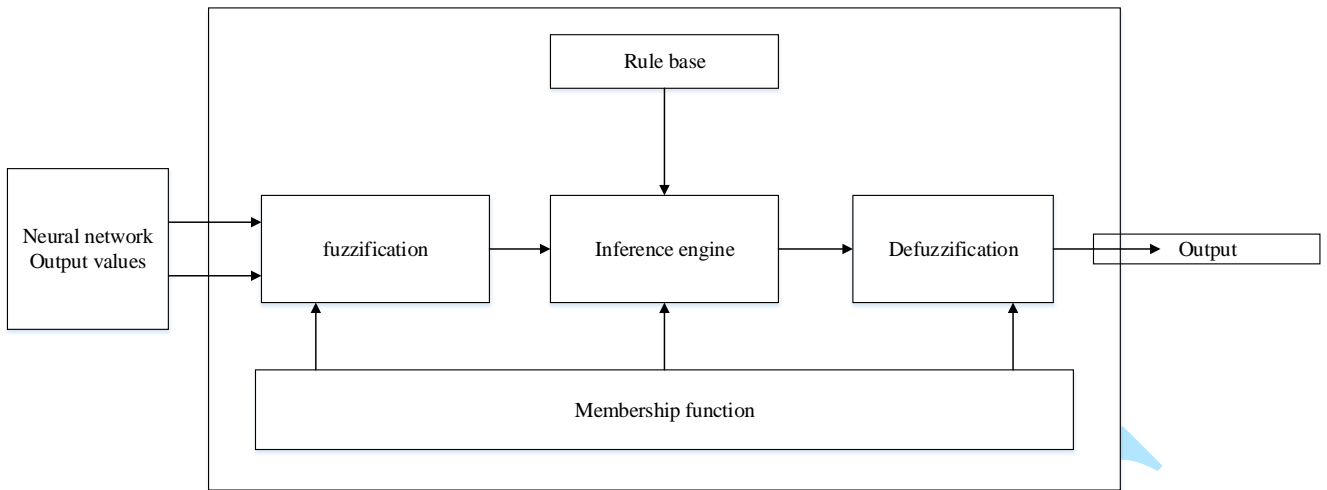 Rule base
Neural network
Output values
fuzzification
Inference engine
Defuzzification
Output
Membership function